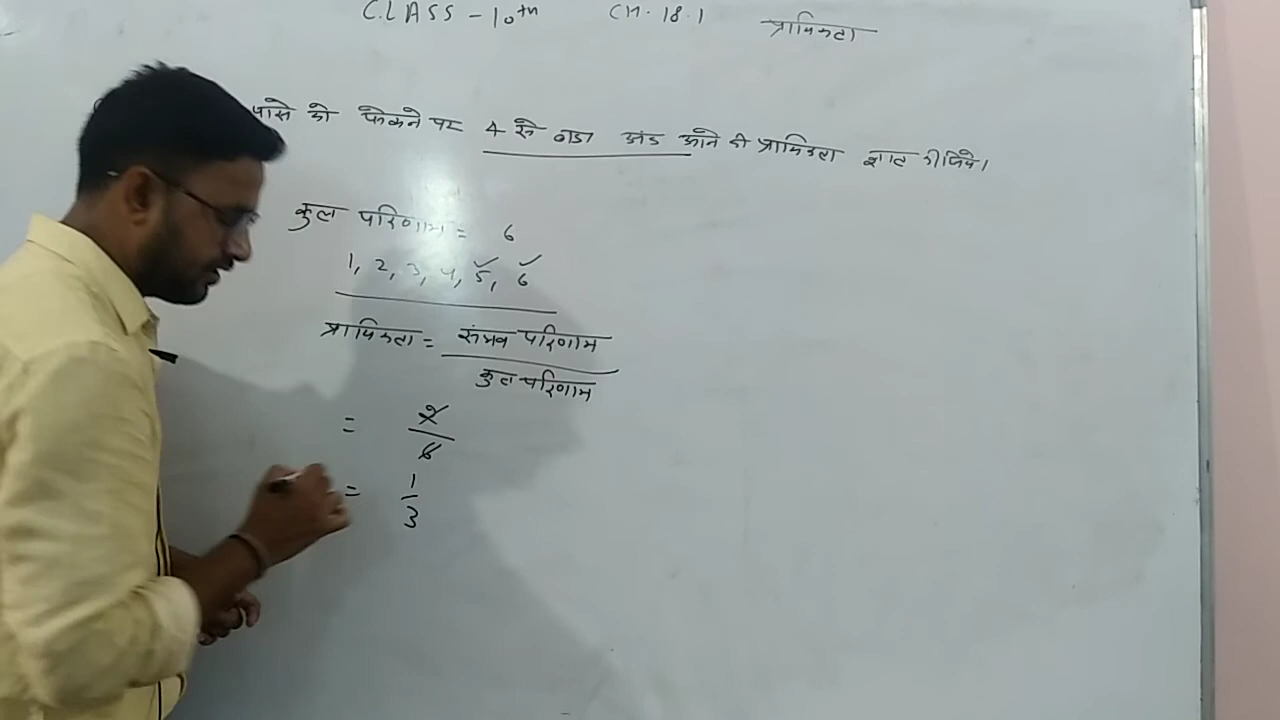 CLASS - 10th CH. 18.1 प्रायिकता
पासे को फेकने पर 4 से बडा अंक आने की प्रायिकता ज्ञात कीजिये।
कुल परिणाम = 6
1, 2, 3, 4, 5, 6
प्रायिकता = संभव परिणाम
कुल परिणाम
= 2
6
= 1
3